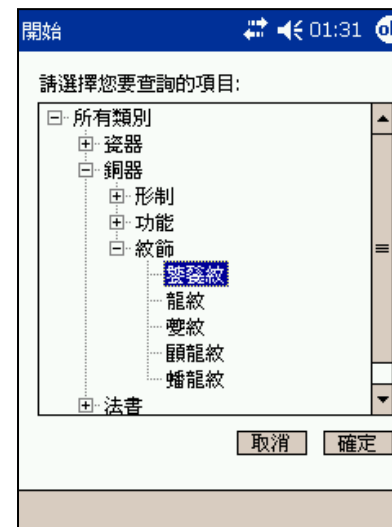 開始 01:31 ok
請選擇您要查詢的項目:
所有類別
瓷器
銅器
形制
功能
紋飾
饕餮紋
龍紋
夔紋
顧龍紋
蟠龍紋
法書
取消 確定